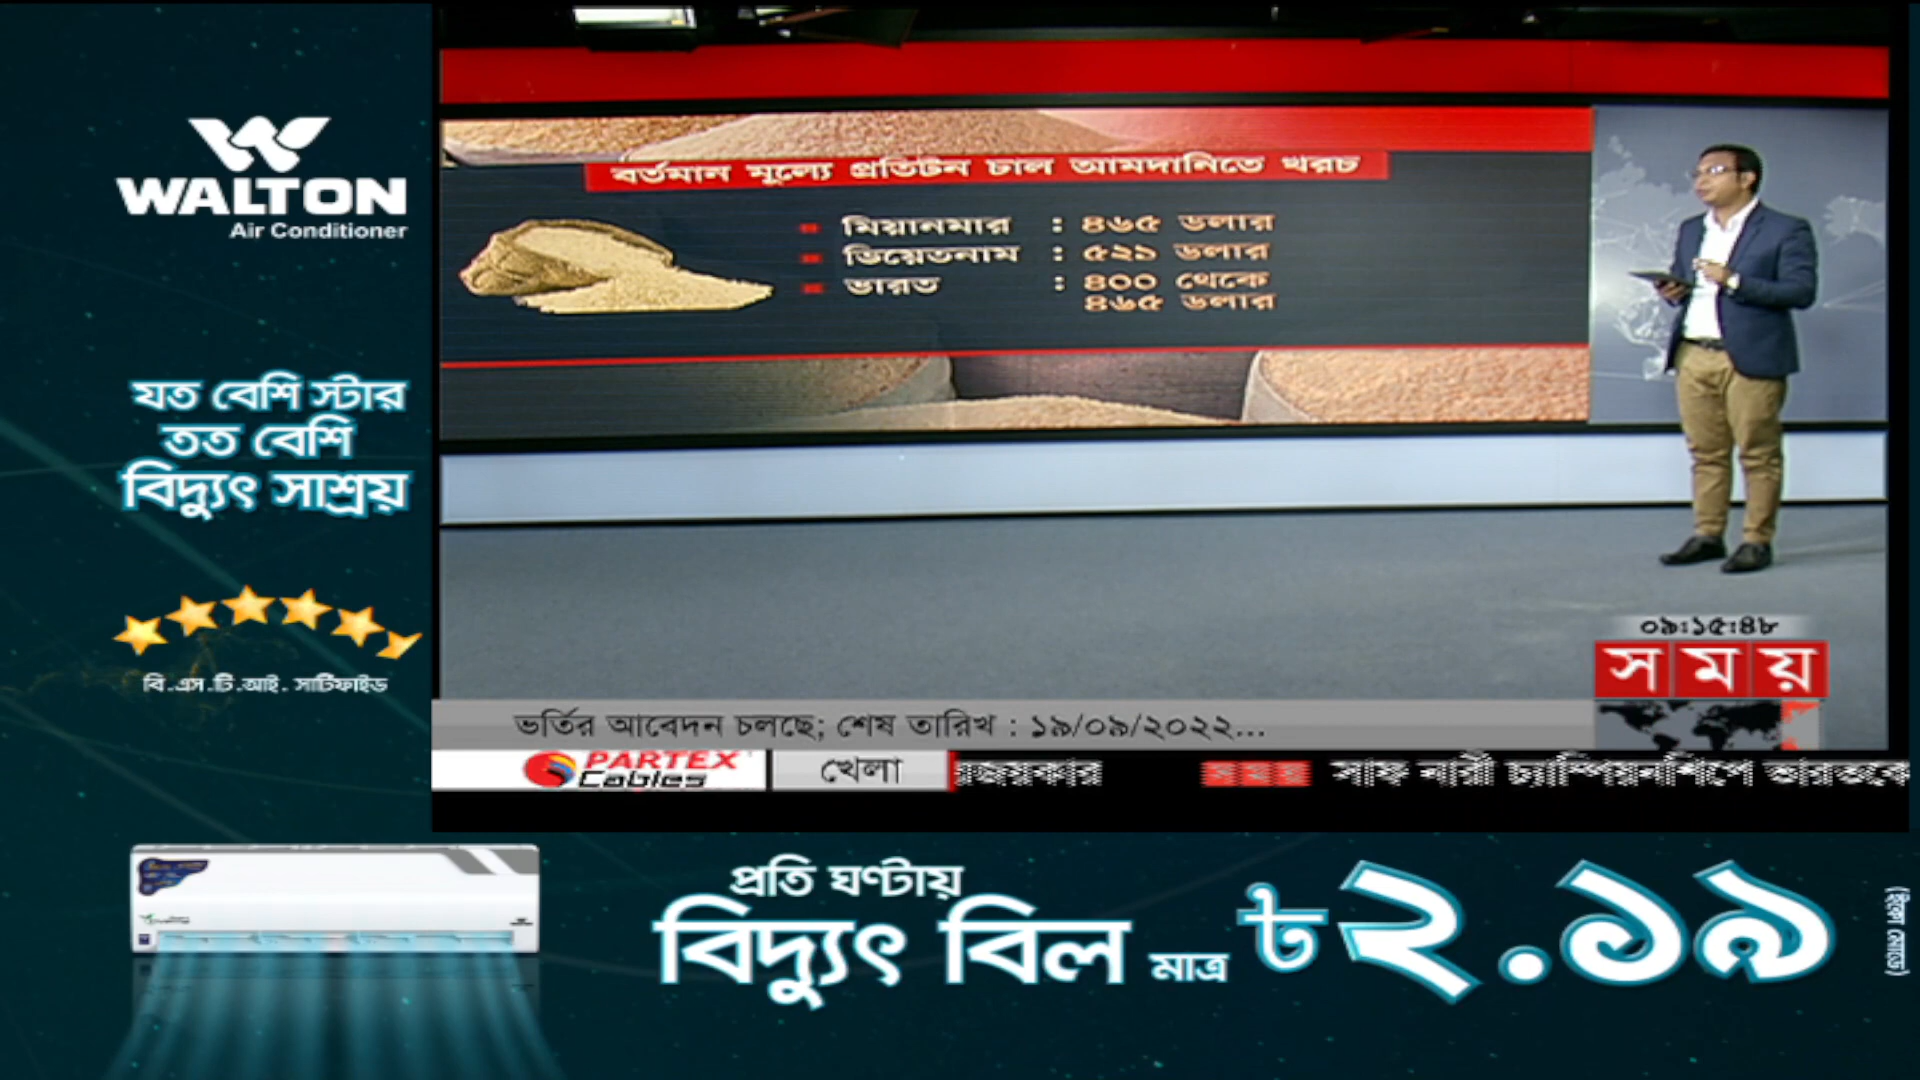 WALTON
Air Conditioner
যত বেশি স্টার
তত বেশি
বিদ্যুৎ সাশ্রয়
বি.এস.টি.আই. সার্টিফাইড
বর্তমান মূল্যে প্রতিটন চাল আমদানিতে খরচ
মিয়ানমার : ৪৬৫ ডলার
ভিয়েতনাম : ৫২১ ডলার
ভারত : ৪০০ থেকে
৪৬৫ ডলার
০৯:১৫:৪৮
সময়
ভর্তির আবেদন চলছে; শেষ তারিখ : ১৯/০৯/২০২২...
PARTEX
Cables
খেলা
সময় সাফ নারী চ্যাম্পিয়নশিপে ভারতকে
প্রতি ঘণ্টায়
বিদ্যুৎ বিল মাত্র ৳২.১৯
(ইকো মোডে)